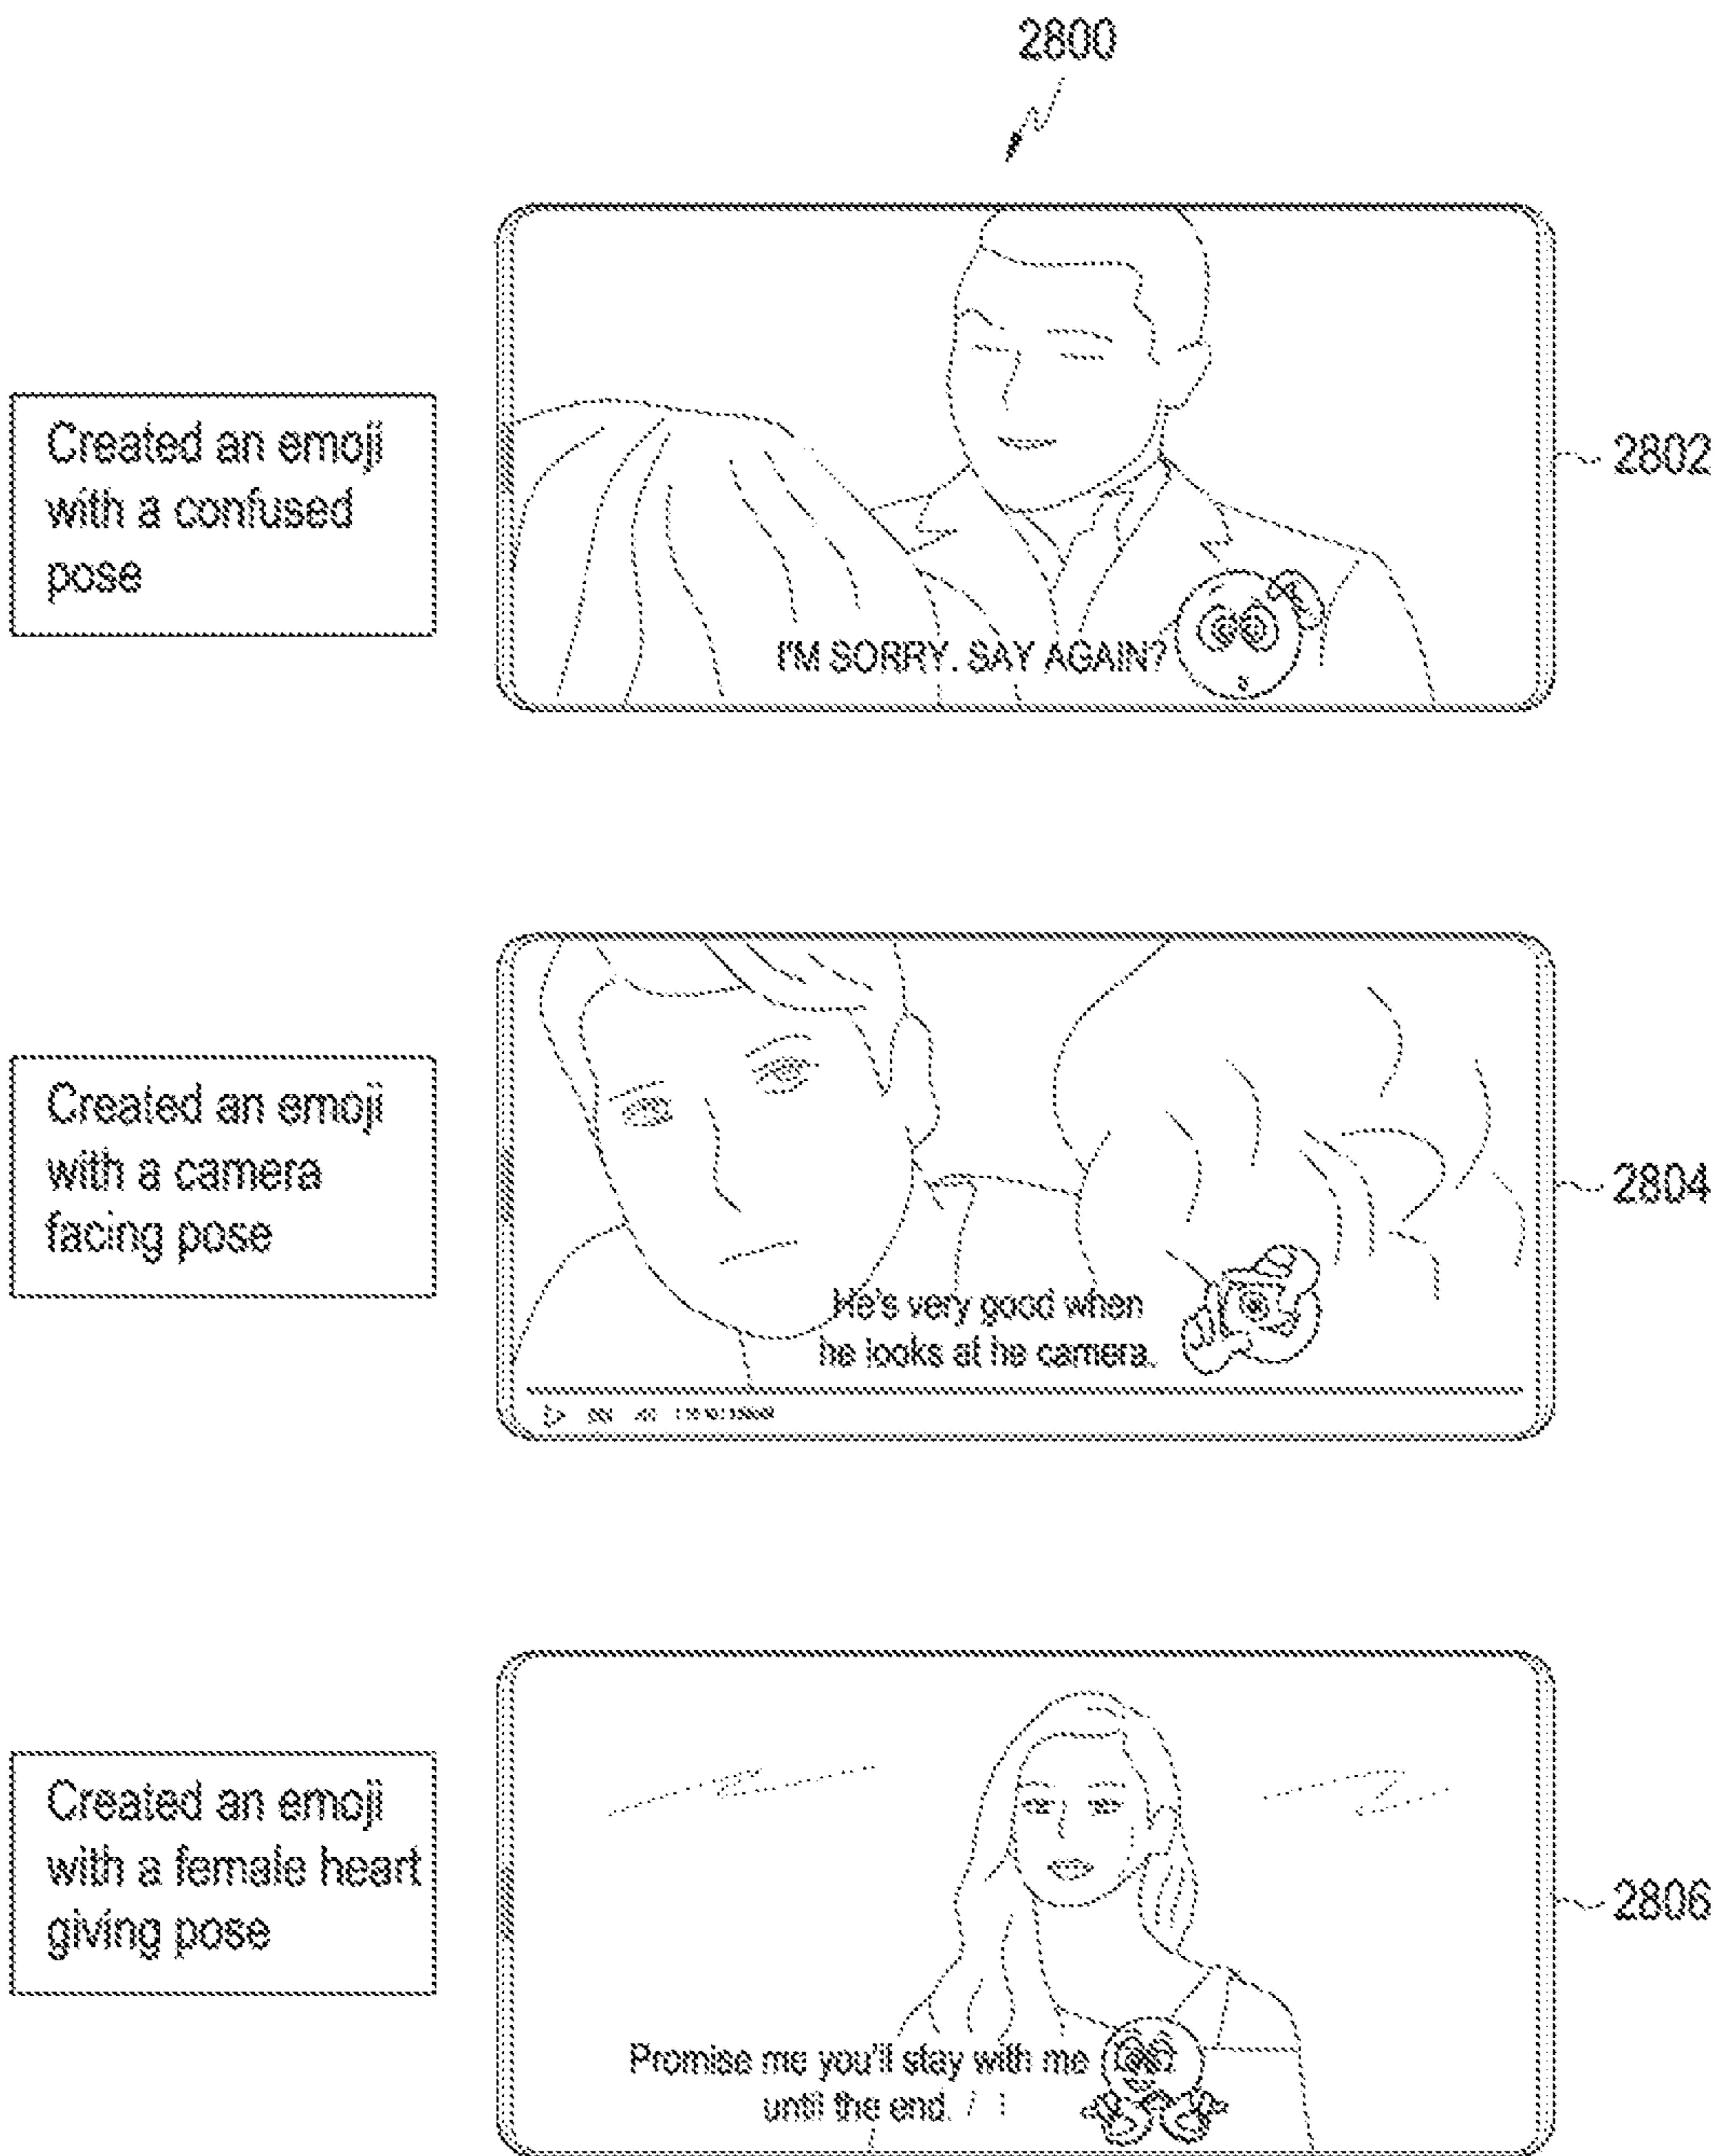 2800
Created an emoji
with a confused
pose
I'M SORRY. SAY AGAIN?
2802
Created an emoji
with a camera
facing pose
He's very good when
he looks at he camera.
2804
Created an emoji
with a female heart
giving pose
Promise me you'll stay with me
until the end.
2806